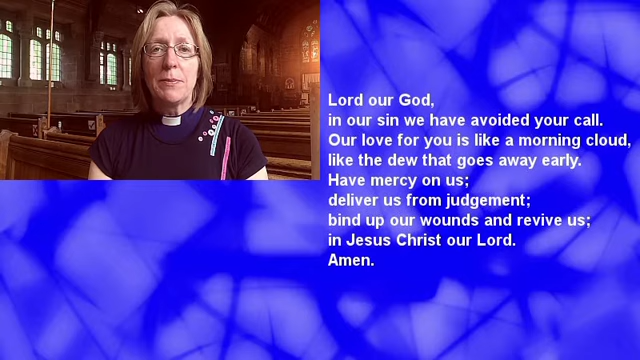 Lord our God,
in our sin we have avoided your call.
Our love for you is like a morning cloud,
like the dew that goes away early.
Have mercy on us;
deliver us from judgement;
bind up our wounds and revive us;
in Jesus Christ our Lord.
Amen.